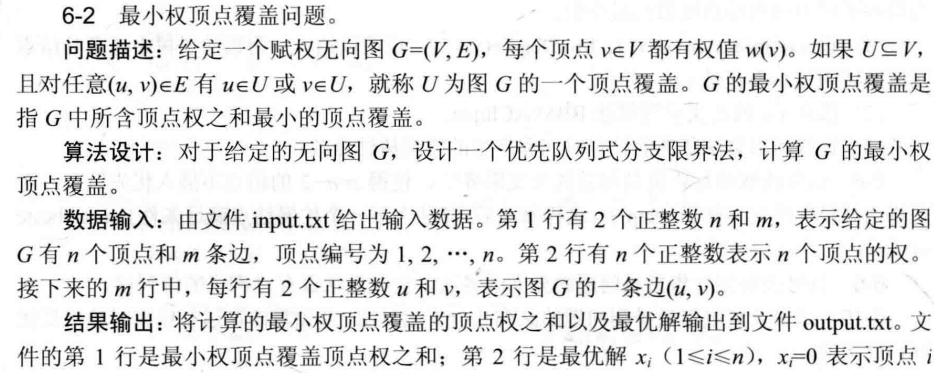 6-2 最小权顶点覆盖问题。
问题描述：给定一个赋权无向图 G=(V, E)，每个顶点 v∈V 都有权值 w(v)。如果 U⊆V，
且对任意(u, v)∈E 有 u∈U 或 v∈U，就称 U 为图 G 的一个顶点覆盖。G 的最小权顶点覆盖是
指 G 中所含顶点权之和最小的顶点覆盖。
算法设计：对于给定的无向图 G，设计一个优先队列式分支限界法，计算 G 的最小权
顶点覆盖。
数据输入：由文件 input.txt 给出输入数据。第 1 行有 2 个正整数 n 和 m，表示给定的图
G 有 n 个顶点和 m 条边，顶点编号为 1, 2, …, n。第 2 行有 n 个正整数表示 n 个顶点的权。
接下来的 m 行中，每行有 2 个正整数 u 和 v，表示图 G 的一条边(u, v)。
结果输出：将计算的最小权顶点覆盖的顶点权之和以及最优解输出到文件 output.txt。文
件的第 1 行是最小权顶点覆盖顶点权之和；第 2 行是最优解 xᵢ（1≤i≤n），xᵢ=0 表示顶点 i